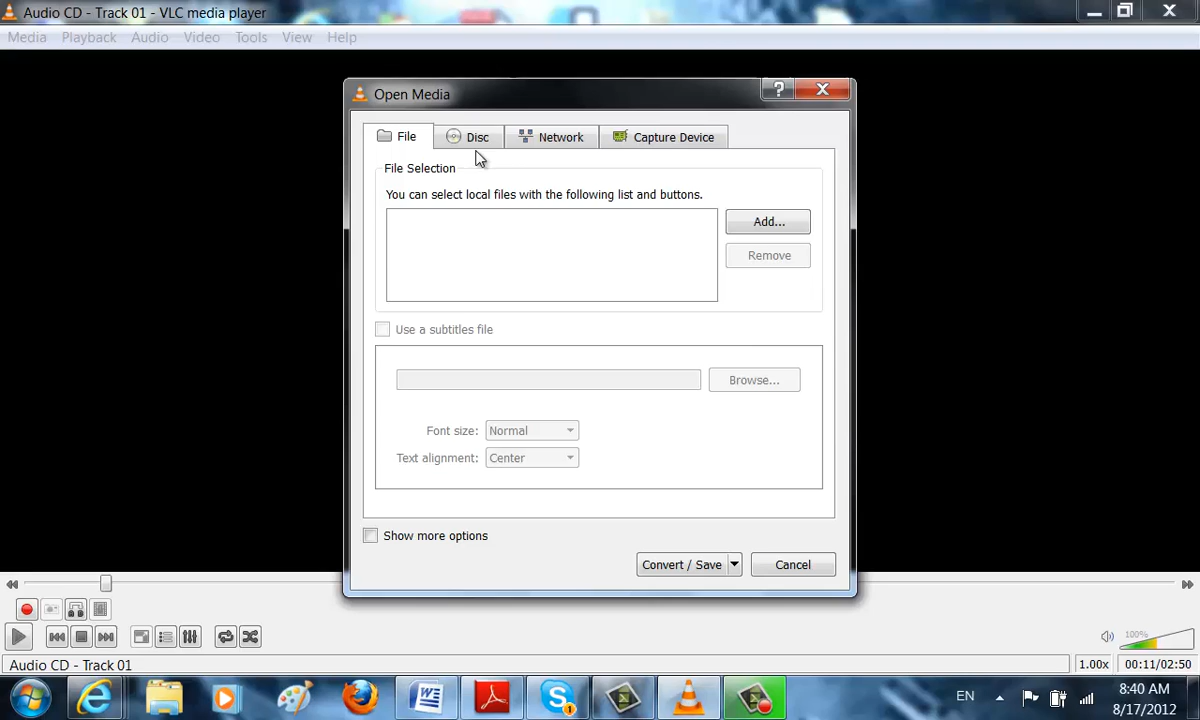 Audio CD - Track 01 - VLC media player
Media Playback Audio Video Tools View Help
Open Media
?
File Disc Network Capture Device
File Selection
You can select local files with the following list and buttons.
Add...
Remove
Use a subtitles file
Browse...
Font size: Normal
Text alignment: Center
Show more options
Convert / Save Cancel
100%
Audio CD - Track 01 1.00x 00:11/02:50
EN 8:40 AM
8/17/2012